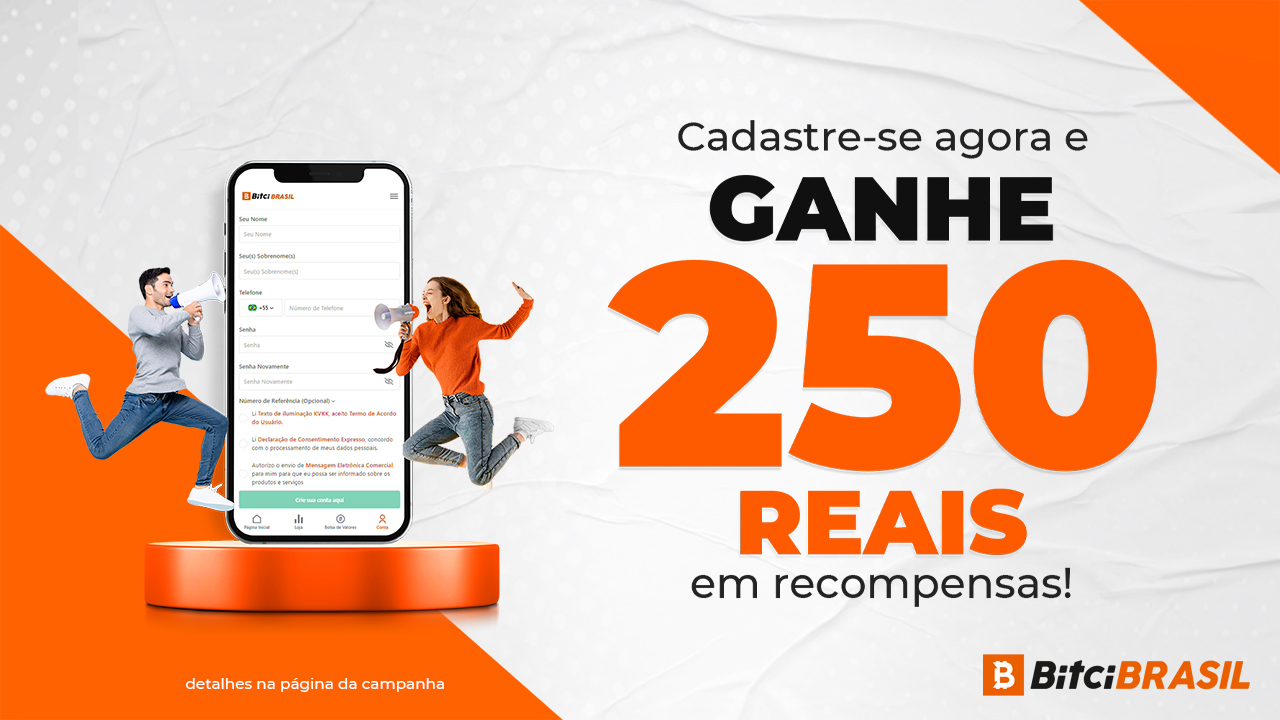 Cadastre-se agora e
GANHE
250
REAIS
em recompensas!
Bitci BRASIL
Seu Nome
Seu Nome
Seu(s) Sobrenome(s)
Seu(s) Sobrenome(s)
Telefone
+55
Número de Telefone
Senha
Senha
Senha Novamente
Senha Novamente
Número de Referência (Opcional)
Li Texto de iluminação KVKK, aceito Termo de Acordo
do Usuário.
Li Declaração de Consentimento Expresso, concordo
com o processamento de meus dados pessoais.
Autorizo o envio de Mensagem Eletrônica Comercial
para mim para que eu possa ser informado sobre os
produtos e serviços
Crie sua conta aqui
Página Inicial
Loja
Bolsa de Valores
Conta
detalhes na página da campanha
Bitci BRASIL